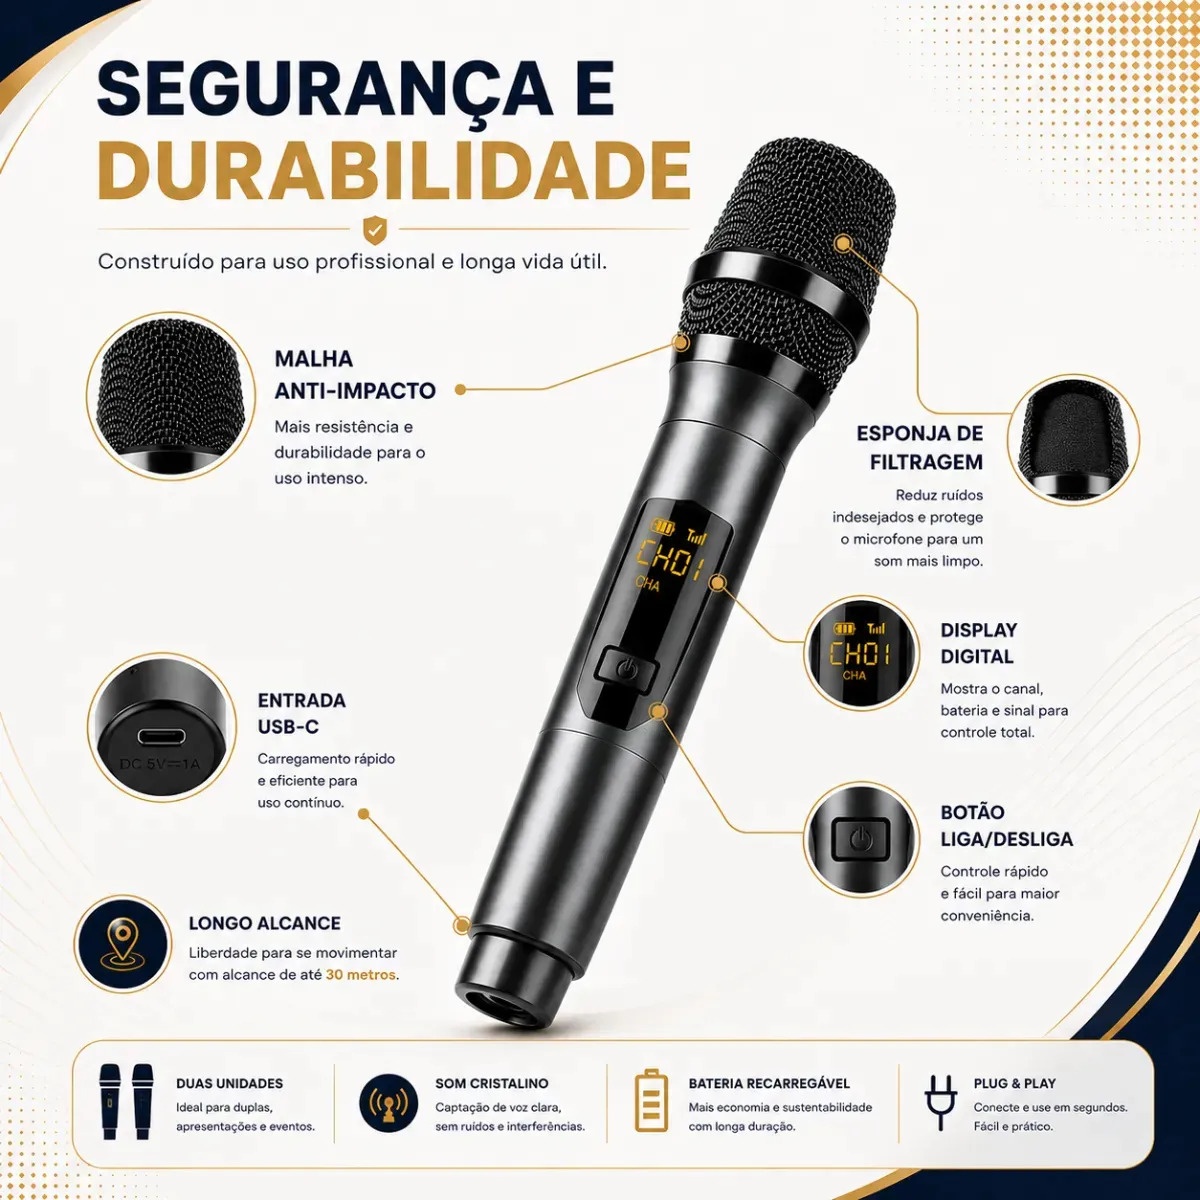 SEGURANÇA E
DURABILIDADE
Construído para uso profissional e longa vida útil.
MALHA
ANTI-IMPACTO
Mais resistência e
durabilidade para o
uso intenso.
ESPONJA DE
FILTRAGEM
Reduz ruídos
indesejados e protege
o microfone para um
som mais limpo.
CH01
CHA
CH01
CHA
DISPLAY
DIGITAL
Mostra o canal,
bateria e sinal para
controle total.
DC 5V⎓1A
ENTRADA
USB-C
Carregamento rápido
e eficiente para
uso contínuo.
BOTÃO
LIGA/DESLIGA
Controle rápido
e fácil para maior
conveniência.
LONGO ALCANCE
Liberdade para se movimentar
com alcance de até 30 metros.
DUAS UNIDADES
Ideal para duplas,
apresentações e eventos.
SOM CRISTALINO
Captação de voz clara,
sem ruídos e interferências.
BATERIA RECARREGÁVEL
Mais economia e sustentabilidade
com longa duração.
PLUG & PLAY
Conecte e use em segundos.
Fácil e prático.